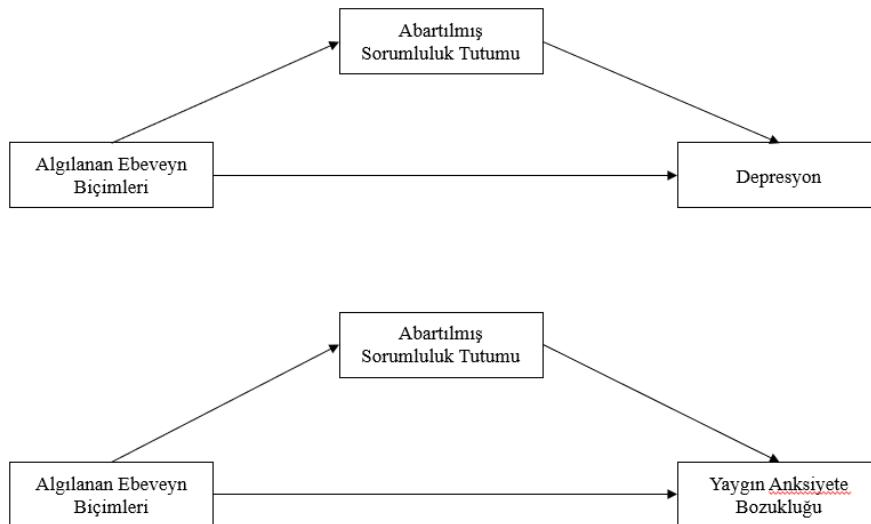 Abartılmış
Sorumluluk Tutumu
Algılanan Ebeveyn
Biçimleri
Depresyon
Abartılmış
Sorumluluk Tutumu
Algılanan Ebeveyn
Biçimleri
Yaygın Anksiyete
Bozukluğu